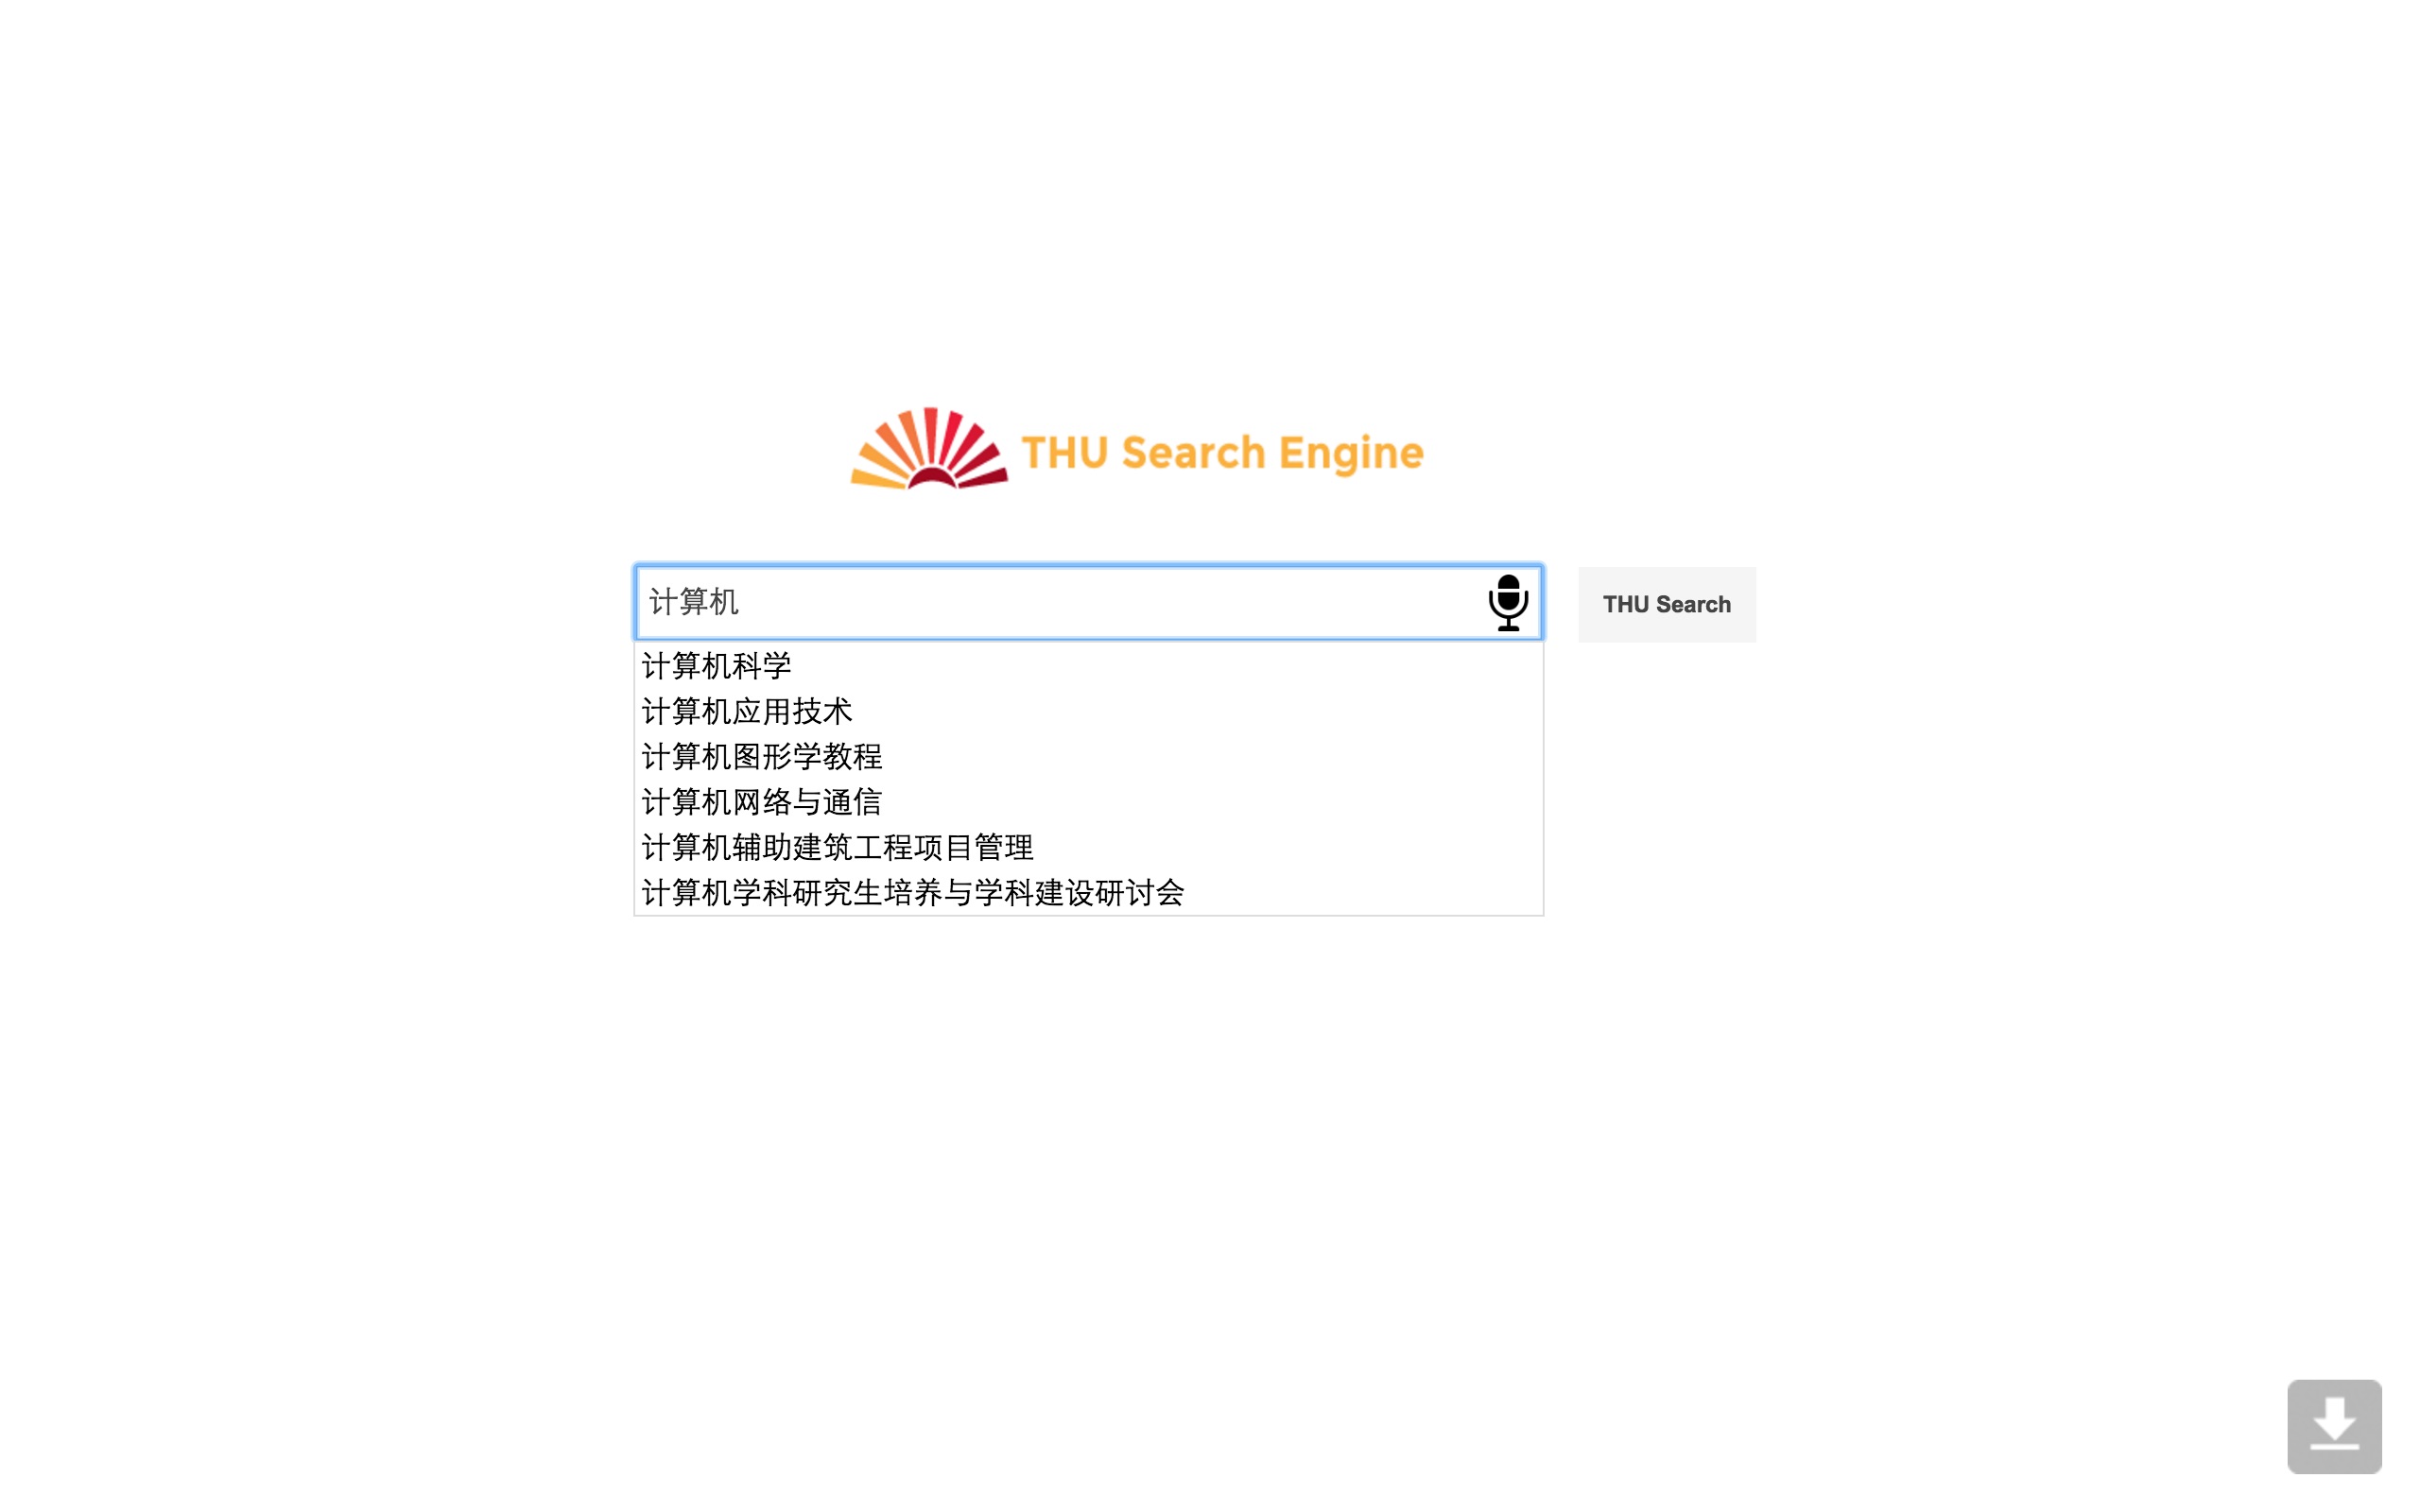 THU Search Engine
计算机
THU Search
计算机科学
计算机应用技术
计算机图形学教程
计算机网络与通信
计算机辅助建筑工程项目管理
计算机学科研究生培养与学科建设研讨会